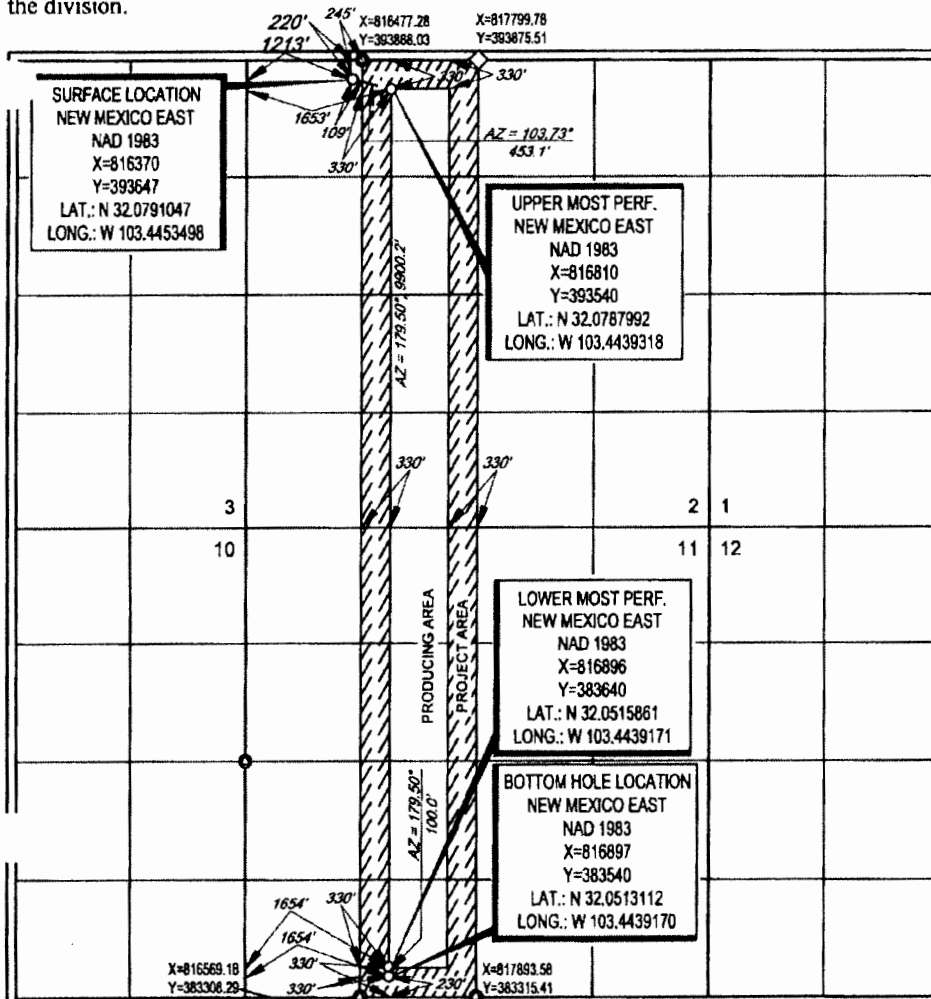 the division.
220'
245'
X=816477.28
Y=393868.03
X=817799.78
Y=393875.51
1213'
330'
330'
SURFACE LOCATION
NEW MEXICO EAST
NAD 1983
X=816370
Y=393647
LAT.: N 32.0791047
LONG.: W 103.4453498
1653'
109'
330'
AZ = 103.73°
453.1'
UPPER MOST PERF.
NEW MEXICO EAST
NAD 1983
X=816810
Y=393540
LAT.: N 32.0787992
LONG.: W 103.4439318
AZ = 179.50°, 9900.2'
330'
330'
3
2
1
10
11
12
PRODUCING AREA
PROJECT AREA
LOWER MOST PERF.
NEW MEXICO EAST
NAD 1983
X=816896
Y=383640
LAT.: N 32.0515861
LONG.: W 103.4439171
AZ = 179.50°
100.0'
BOTTOM HOLE LOCATION
NEW MEXICO EAST
NAD 1983
X=816897
Y=383540
LAT.: N 32.0513112
LONG.: W 103.4439170
1654'
330'
1654'
330'
330'
230'
X=816569.18
Y=383308.29
X=817893.58
Y=383315.41